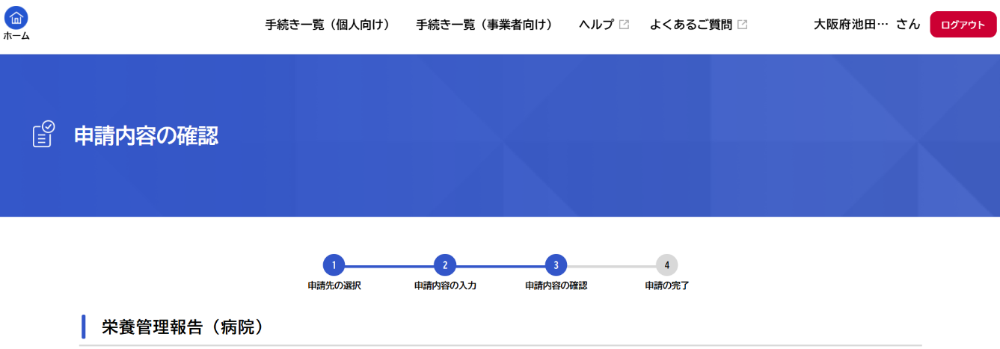 ホーム
手続き一覧（個人向け） 手続き一覧（事業者向け） ヘルプ よくあるご質問 大阪府池田… さん ログアウト
申請内容の確認
1 2 3 4
申請先の選択 申請内容の入力 申請内容の確認 申請の完了
栄養管理報告（病院）